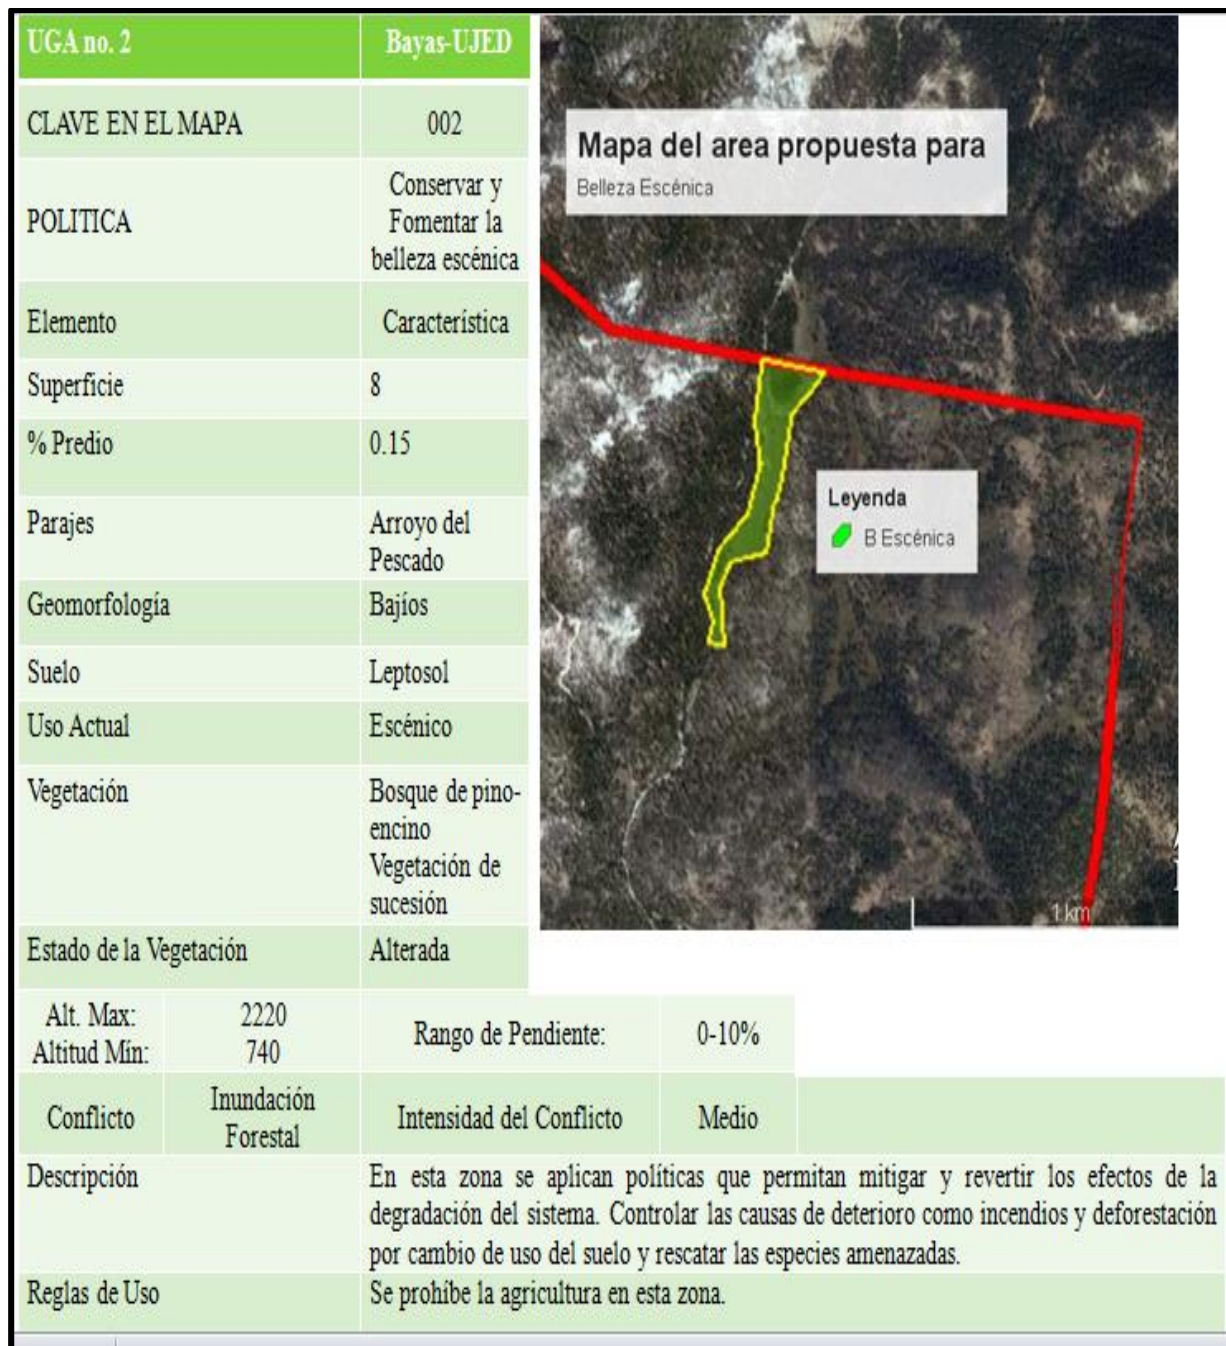 UGA no. 2 Bayas-UJED
CLAVE EN EL MAPA 002
POLITICA Conservar y
Fomentar la
belleza escénica
Elemento Característica
Superficie 8
% Predio 0.15
Parajes Arroyo del
Pescado
Geomorfología Bajíos
Suelo Leptosol
Uso Actual Escénico
Vegetación Bosque de pino-
encino
Vegetación de
sucesión
Estado de la Vegetación Alterada
Mapa del area propuesta para
Belleza Escénica
Leyenda
B Escénica
1 km
Alt. Max: 2220 Rango de Pendiente: 0-10%
Altitud Mín: 740
Conflicto Inundación
Forestal Intensidad del Conflicto Medio
Descripción En esta zona se aplican políticas que permitan mitigar y revertir los efectos de la
degradación del sistema. Controlar las causas de deterioro como incendios y deforestación
por cambio de uso del suelo y rescatar las especies amenazadas.
Reglas de Uso Se prohíbe la agricultura en esta zona.